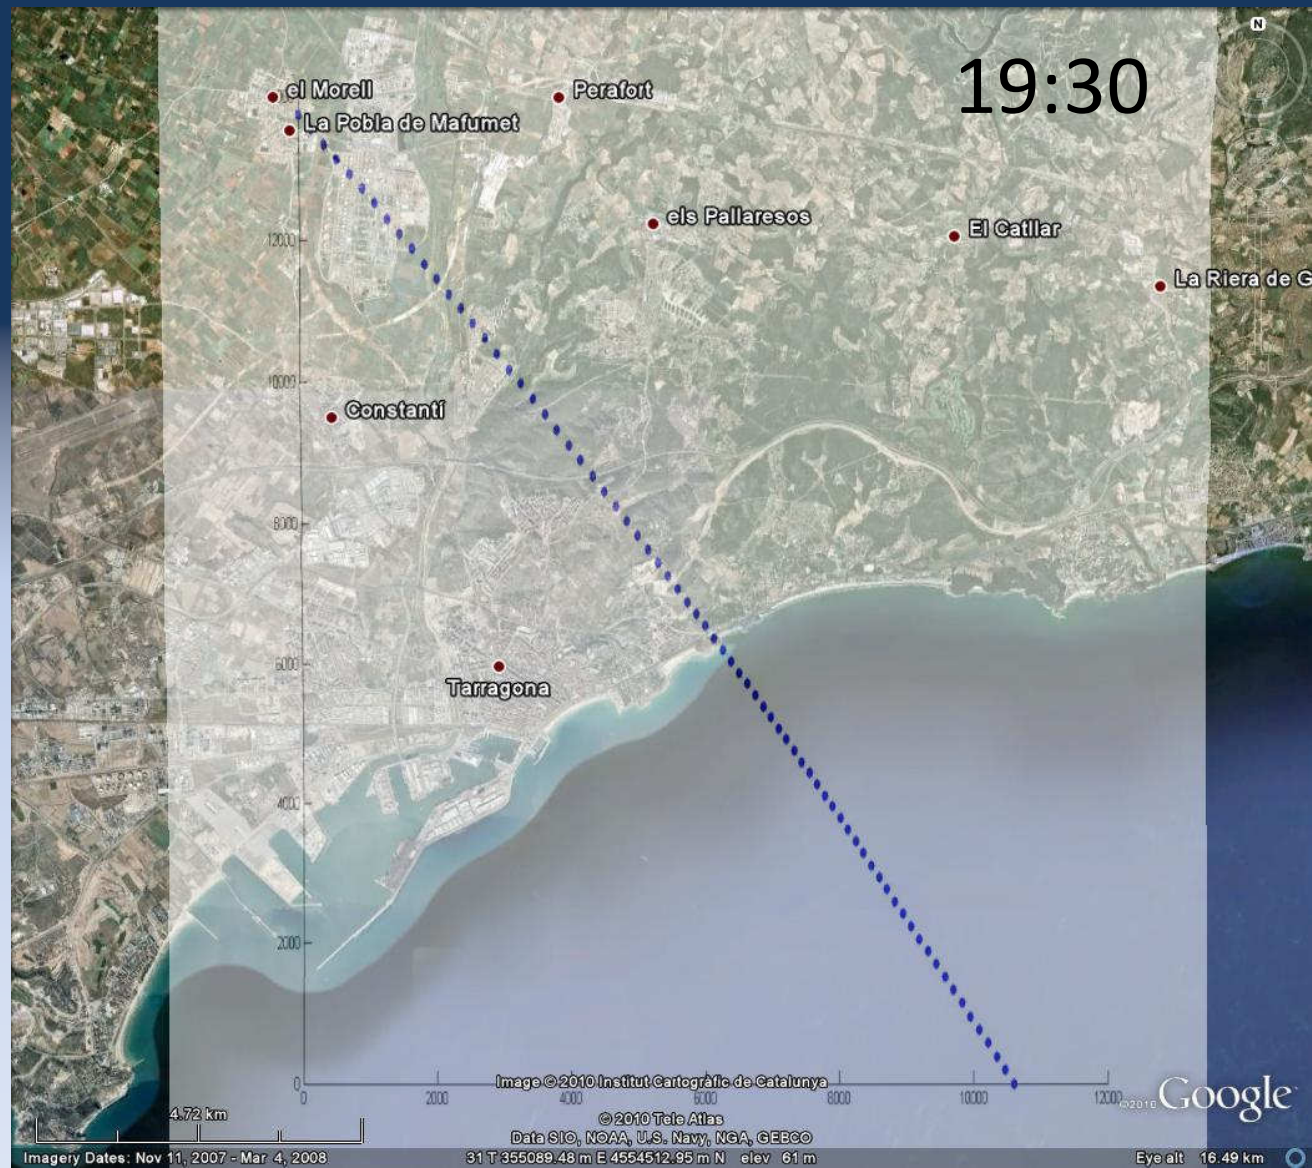 N
19:30
el Morell
Perafort
La Pobla de Mafumet
els Pallaresos
El Catllar
La Riera de G
12000
10000
Constantí
8000
6000
Tarragona
4000
2000
0
0 2000 4000 6000 8000 10000 12000
Image © 2010 Institut Cartogràfic de Catalunya
©2010 Google
4.72 km
© 2010 Tele Atlas
Data SIO, NOAA, U.S. Navy, NGA, GEBCO
Imagery Dates: Nov 11, 2007 - Mar 4, 2008
31 T 355089.48 m E 4554512.95 m N elev 61 m
Eye alt 16.49 km